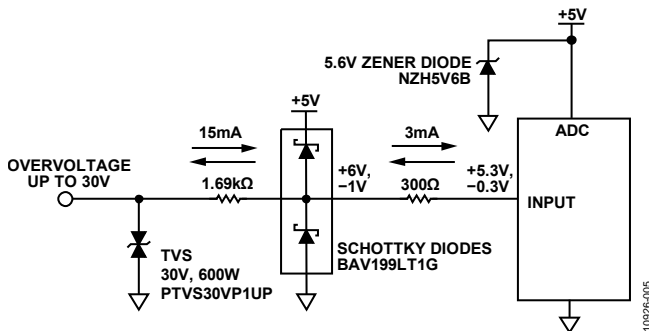 +5V
5.6V ZENER DIODE
NZH5V6B
+5V
15mA
3mA
ADC
OVERVOLTAGE
UP TO 30V
1.69kΩ
+6V,
−1V
300Ω
+5.3V,
−0.3V
INPUT
TVS
30V, 600W
PTVS30VP1UP
SCHOTTKY DIODES
BAV199LT1G
10926-005